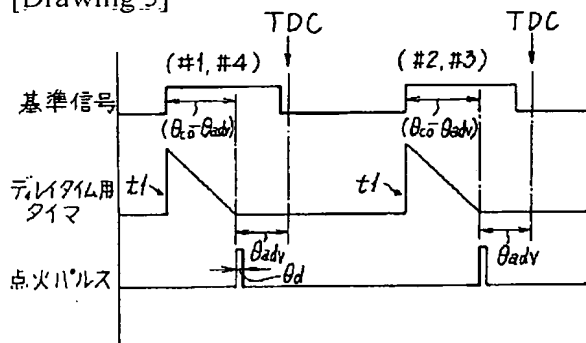 [Drawing 3]
TDC
TDC
(#1, #4)
(#2, #3)
基準信号
(θco-θadv)
(θco-θadv)
ディレイタイム用
タイマ
t1
t1
θadv
θadv
点火パルス
θd